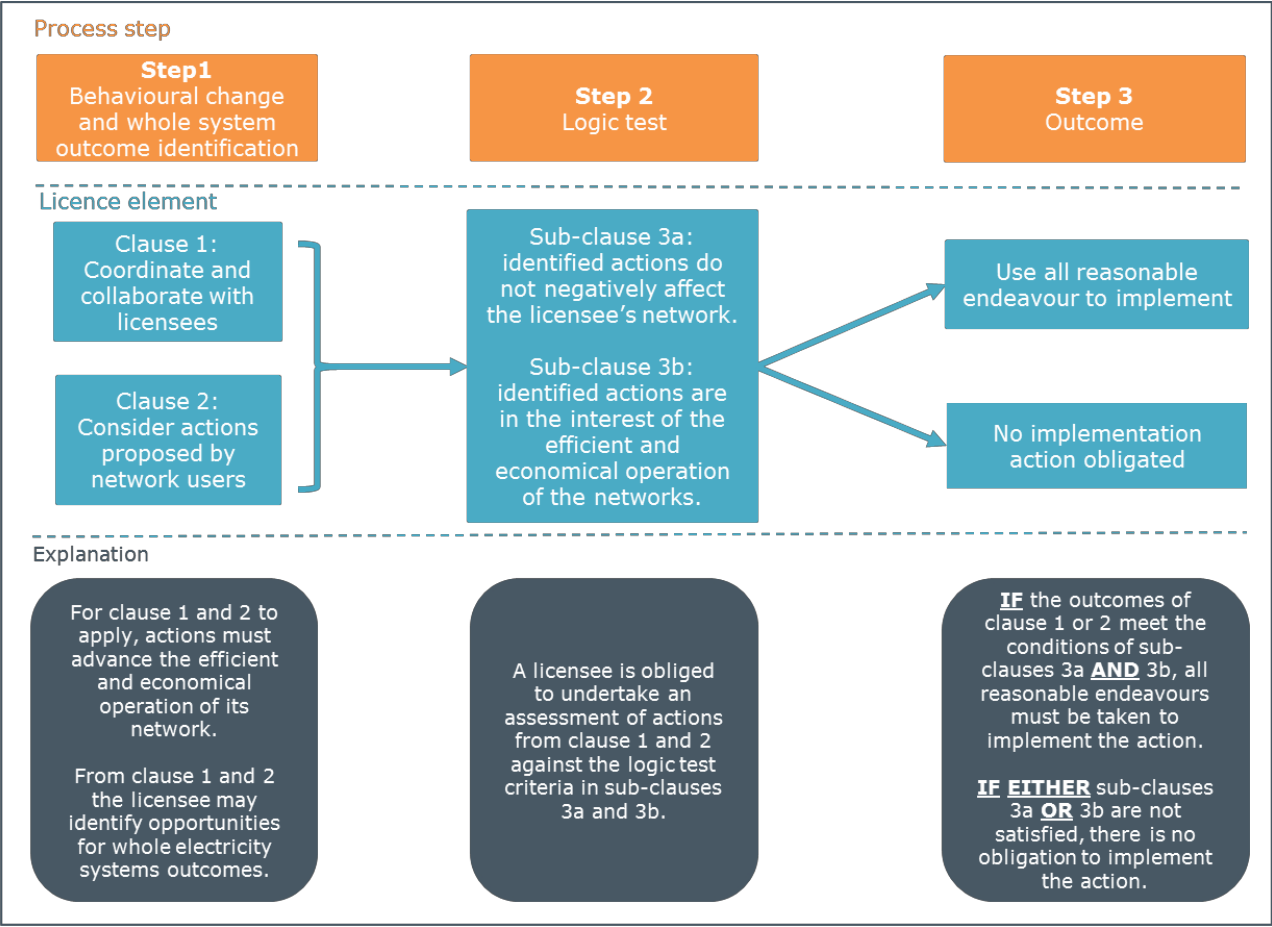 Process step
Step1
Behavioural change
and whole system
outcome identification
Step 2
Logic test
Step 3
Outcome
Licence element
Clause 1:
Coordinate and
collaborate with
licensees
Clause 2:
Consider actions
proposed by
network users
Sub-clause 3a:
identified actions do
not negatively affect
the licensee's network.
Sub-clause 3b:
identified actions are
in the interest of the
efficient and
economical operation
of the networks.
Use all reasonable
endeavour to implement
No implementation
action obligated
Explanation
For clause 1 and 2 to
apply, actions must
advance the efficient
and economical
operation of its
network.
From clause 1 and 2
the licensee may
identify opportunities
for whole electricity
systems outcomes.
A licensee is obliged
to undertake an
assessment of actions
from clause 1 and 2
against the logic test
criteria in sub-clauses
3a and 3b.
IF the outcomes of
clause 1 or 2 meet the
conditions of sub-
clauses 3a AND 3b, all
reasonable endeavours
must be taken to
implement the action.
IF EITHER sub-clauses
3a OR 3b are not
satisfied, there is no
obligation to implement
the action.